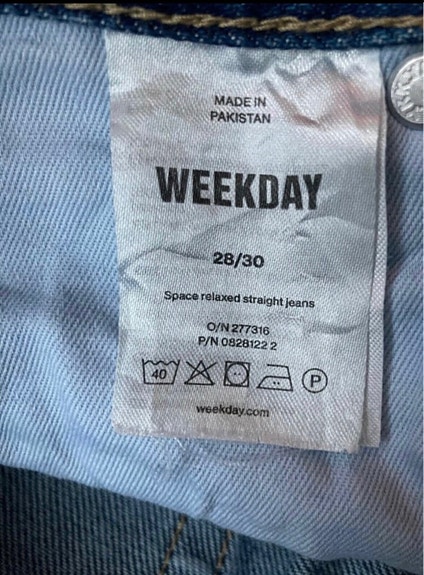 MADE IN
PAKISTAN
WEEKDAY
28/30
Space relaxed straight jeans
O/N 277316
P/N 0828122 2
40
P
weekday.com